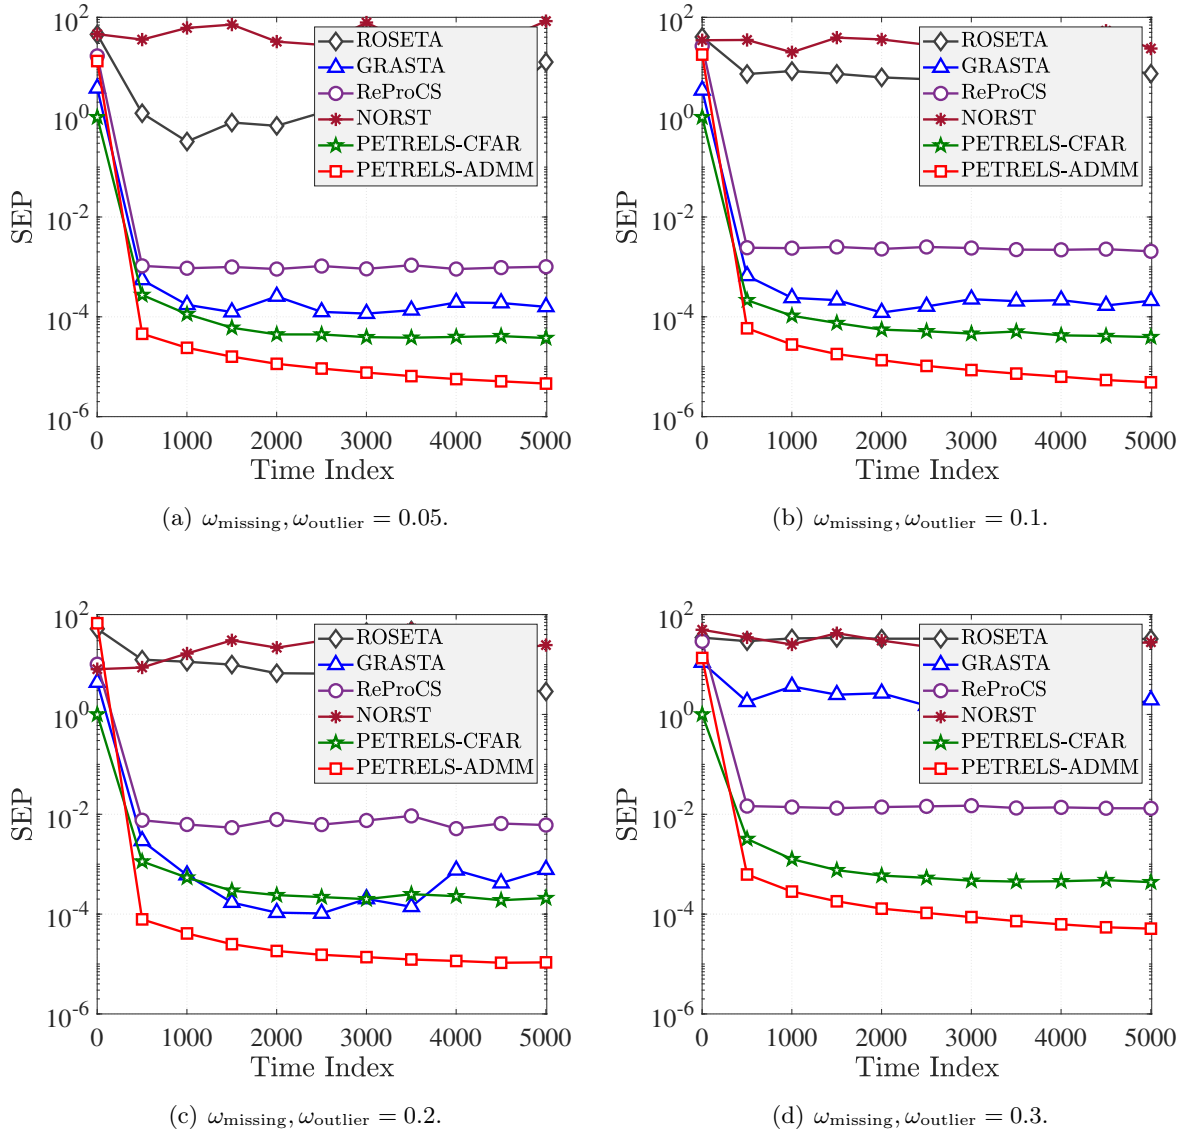 10^2
10^0
10^-2
10^-4
10^-6
SEP
0 1000 2000 3000 4000 5000
Time Index
ROSETA
GRASTA
ReProCS
NORST
PETRELS-CFAR
PETRELS-ADMM
(a) ω_missing, ω_outlier = 0.05.
10^2
10^0
10^-2
10^-4
10^-6
SEP
0 1000 2000 3000 4000 5000
Time Index
ROSETA
GRASTA
ReProCS
NORST
PETRELS-CFAR
PETRELS-ADMM
(b) ω_missing, ω_outlier = 0.1.
10^2
10^0
10^-2
10^-4
10^-6
SEP
0 1000 2000 3000 4000 5000
Time Index
ROSETA
GRASTA
ReProCS
NORST
PETRELS-CFAR
PETRELS-ADMM
(c) ω_missing, ω_outlier = 0.2.
10^2
10^0
10^-2
10^-4
10^-6
SEP
0 1000 2000 3000 4000 5000
Time Index
ROSETA
GRASTA
ReProCS
NORST
PETRELS-CFAR
PETRELS-ADMM
(d) ω_missing, ω_outlier = 0.3.